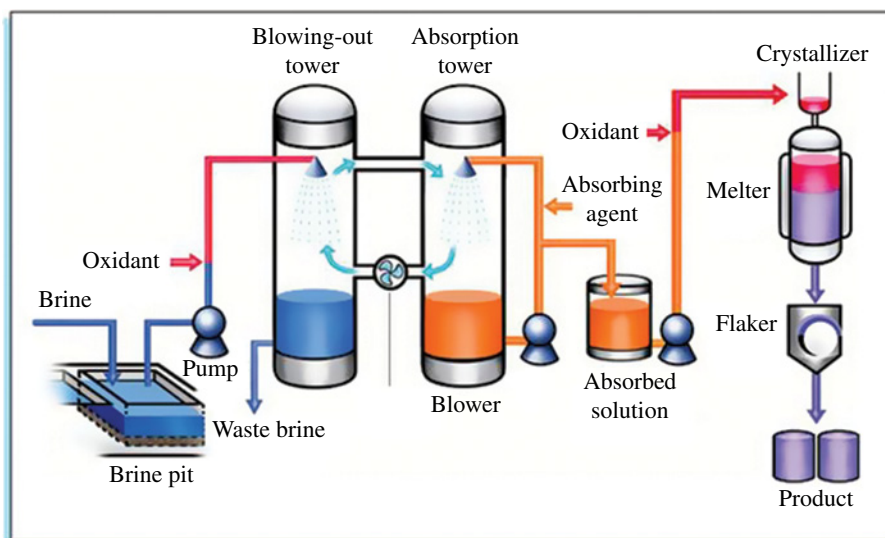 Blowing-out
tower
Absorption
tower
Crystallizer
Oxidant
Melter
Absorbing
agent
Oxidant
Brine
Flaker
Pump
Absorbed
solution
Blower
Waste brine
Brine pit
Product